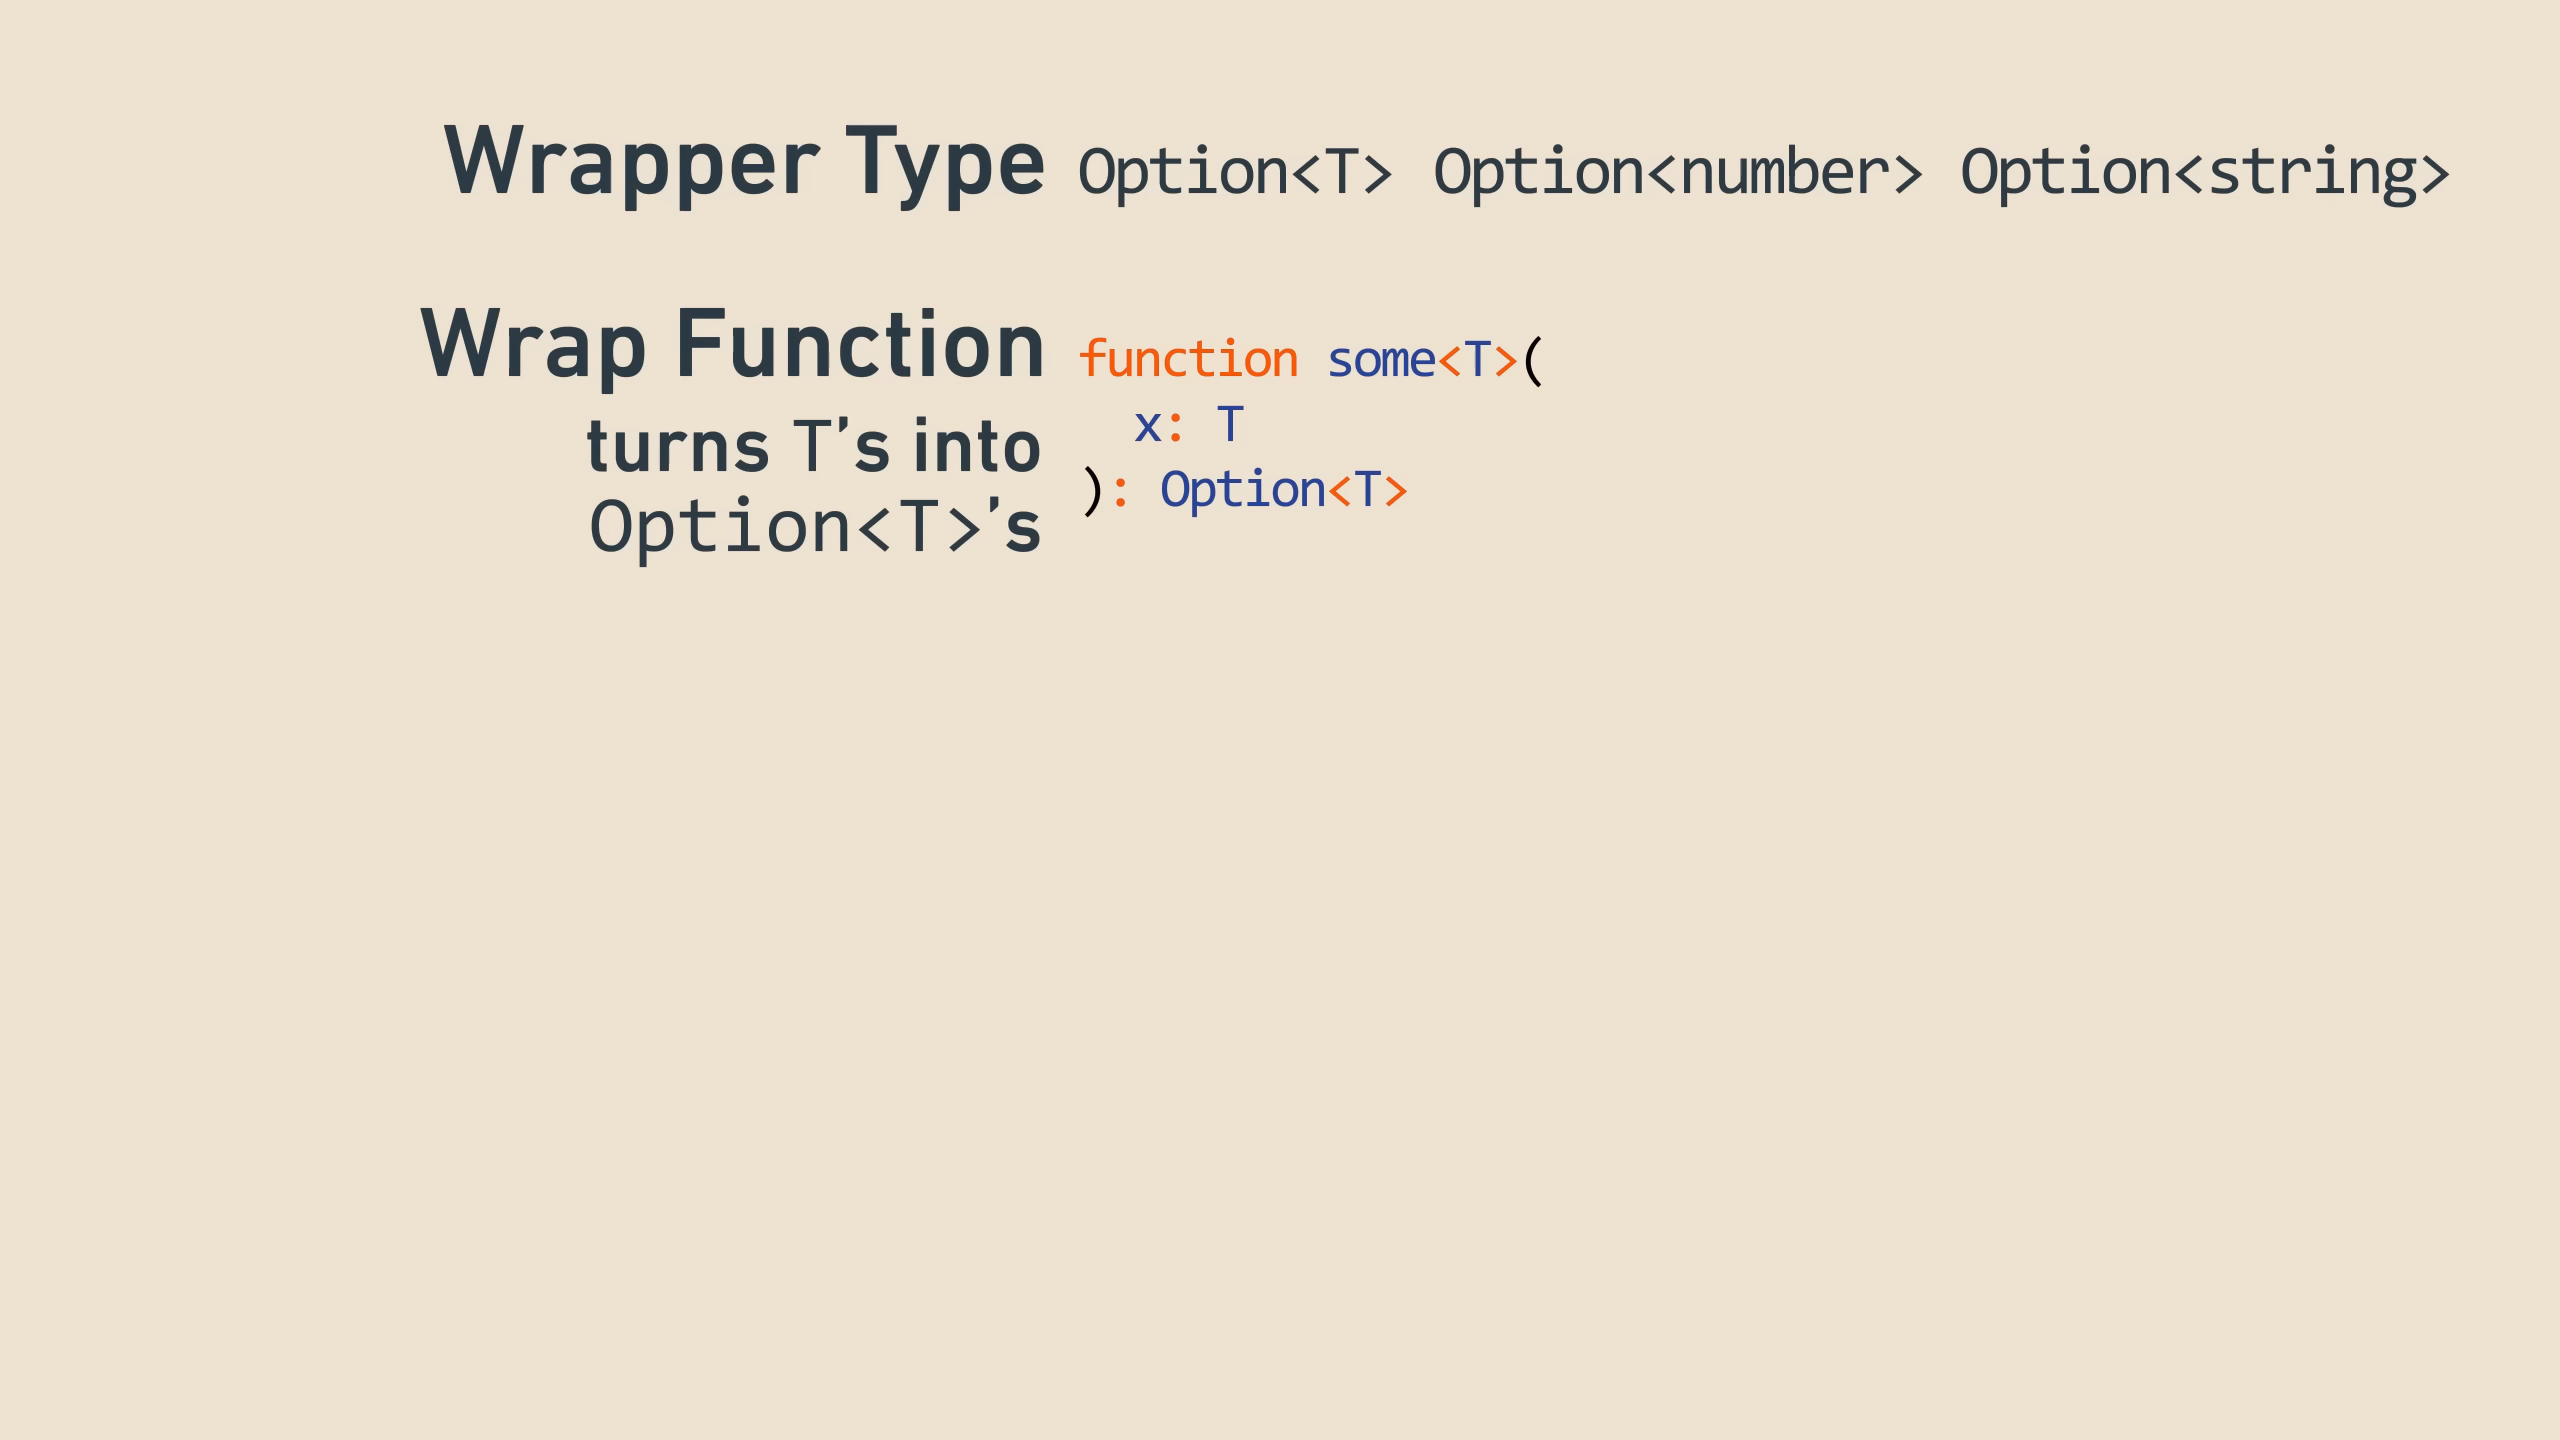 Wrapper Type Option<T> Option<number> Option<string>
Wrap Function
turns T’s into
Option<T>’s
function some<T>(
  x: T
): Option<T>